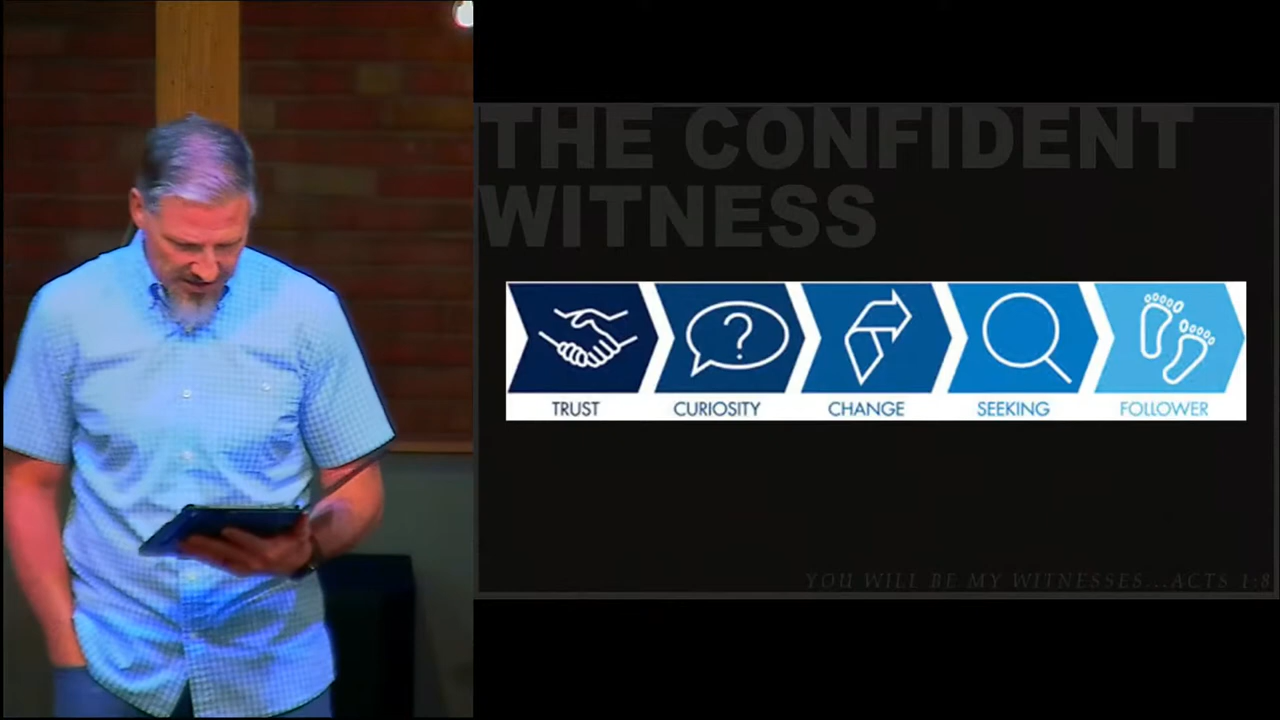 THE CONFIDENT
WITNESS
?
TRUST CURIOSITY CHANGE SEEKING FOLLOWER
YOU WILL BE MY WITNESSES...ACTS 1:8